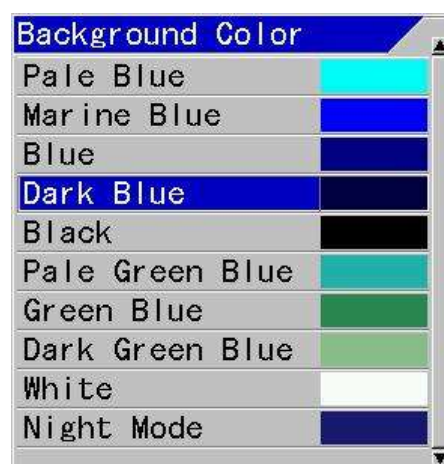 Background Color
Pale Blue
Marine Blue
Blue
Dark Blue
Black
Pale Green Blue
Green Blue
Dark Green Blue
White
Night Mode